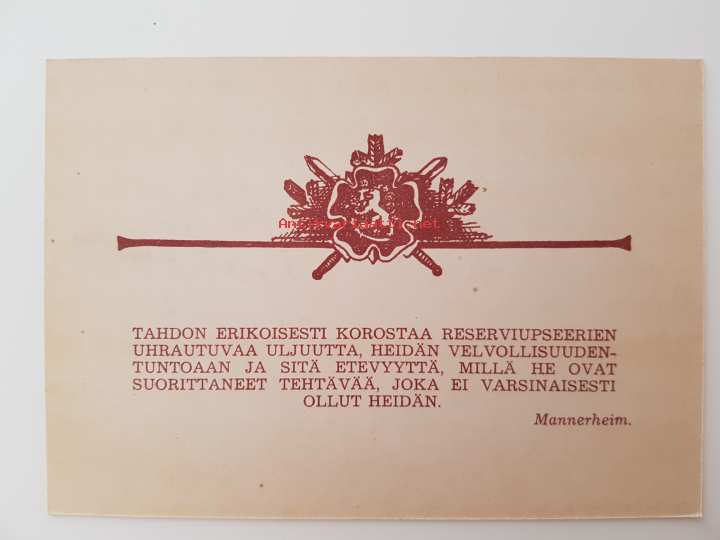 TAHDON ERIKOISESTI KOROSTAA RESERVIUPSEERIEN
UHRAUTUVAA ULJUUTTA, HEIDÄN VELVOLLISUUDEN-
TUNTOAAN JA SITÄ ETEVYYTTÄ, MILLÄ HE OVAT
SUORITTANEET TEHTÄVÄÄ, JOKA EI VARSINAISESTI
OLLUT HEIDÄN.
Mannerheim.